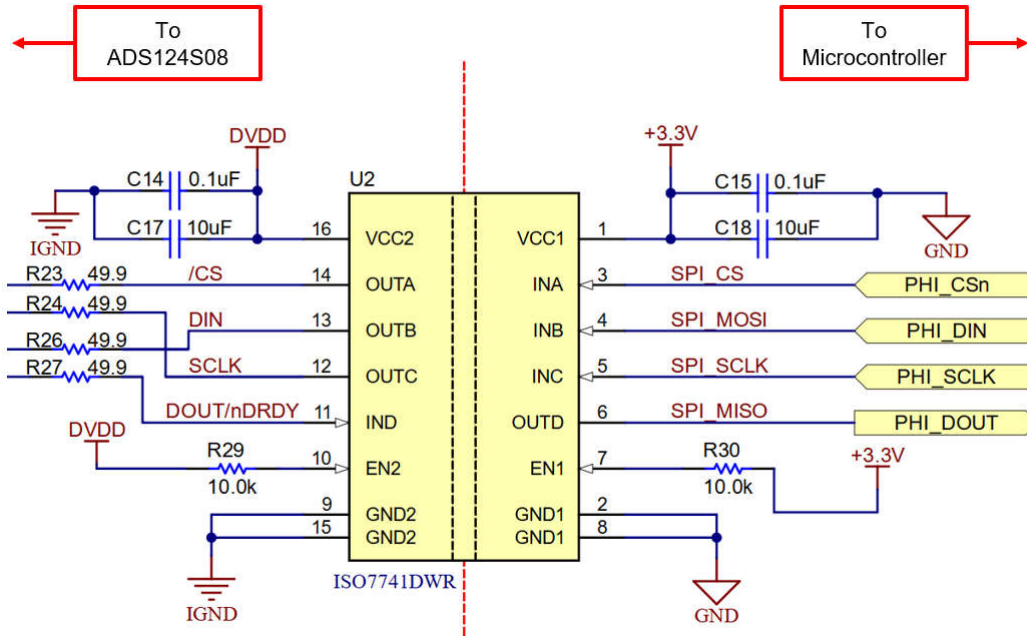 To
ADS124S08
To
Microcontroller
DVDD
+3.3V
C14 0.1uF
U2
C15 0.1uF
C17 10uF
16 VCC2 VCC1 1
C18 10uF
IGND
GND
R23 49.9 /CS 14 OUTA INA 3 SPI_CS PHI_CSn
R24 49.9
DIN 13 OUTB INB 4 SPI_MOSI PHI_DIN
R26 49.9
SCLK 12 OUTC INC 5 SPI_SCLK PHI_SCLK
R27 49.9
DOUT/nDRDY 11 IND OUTD 6 SPI_MISO PHI_DOUT
DVDD
R29 10 EN2 EN1 7 R30 +3.3V
10.0k 10.0k
9 GND2 GND1 2
15 GND2 GND1 8
ISO7741DWR
IGND
GND